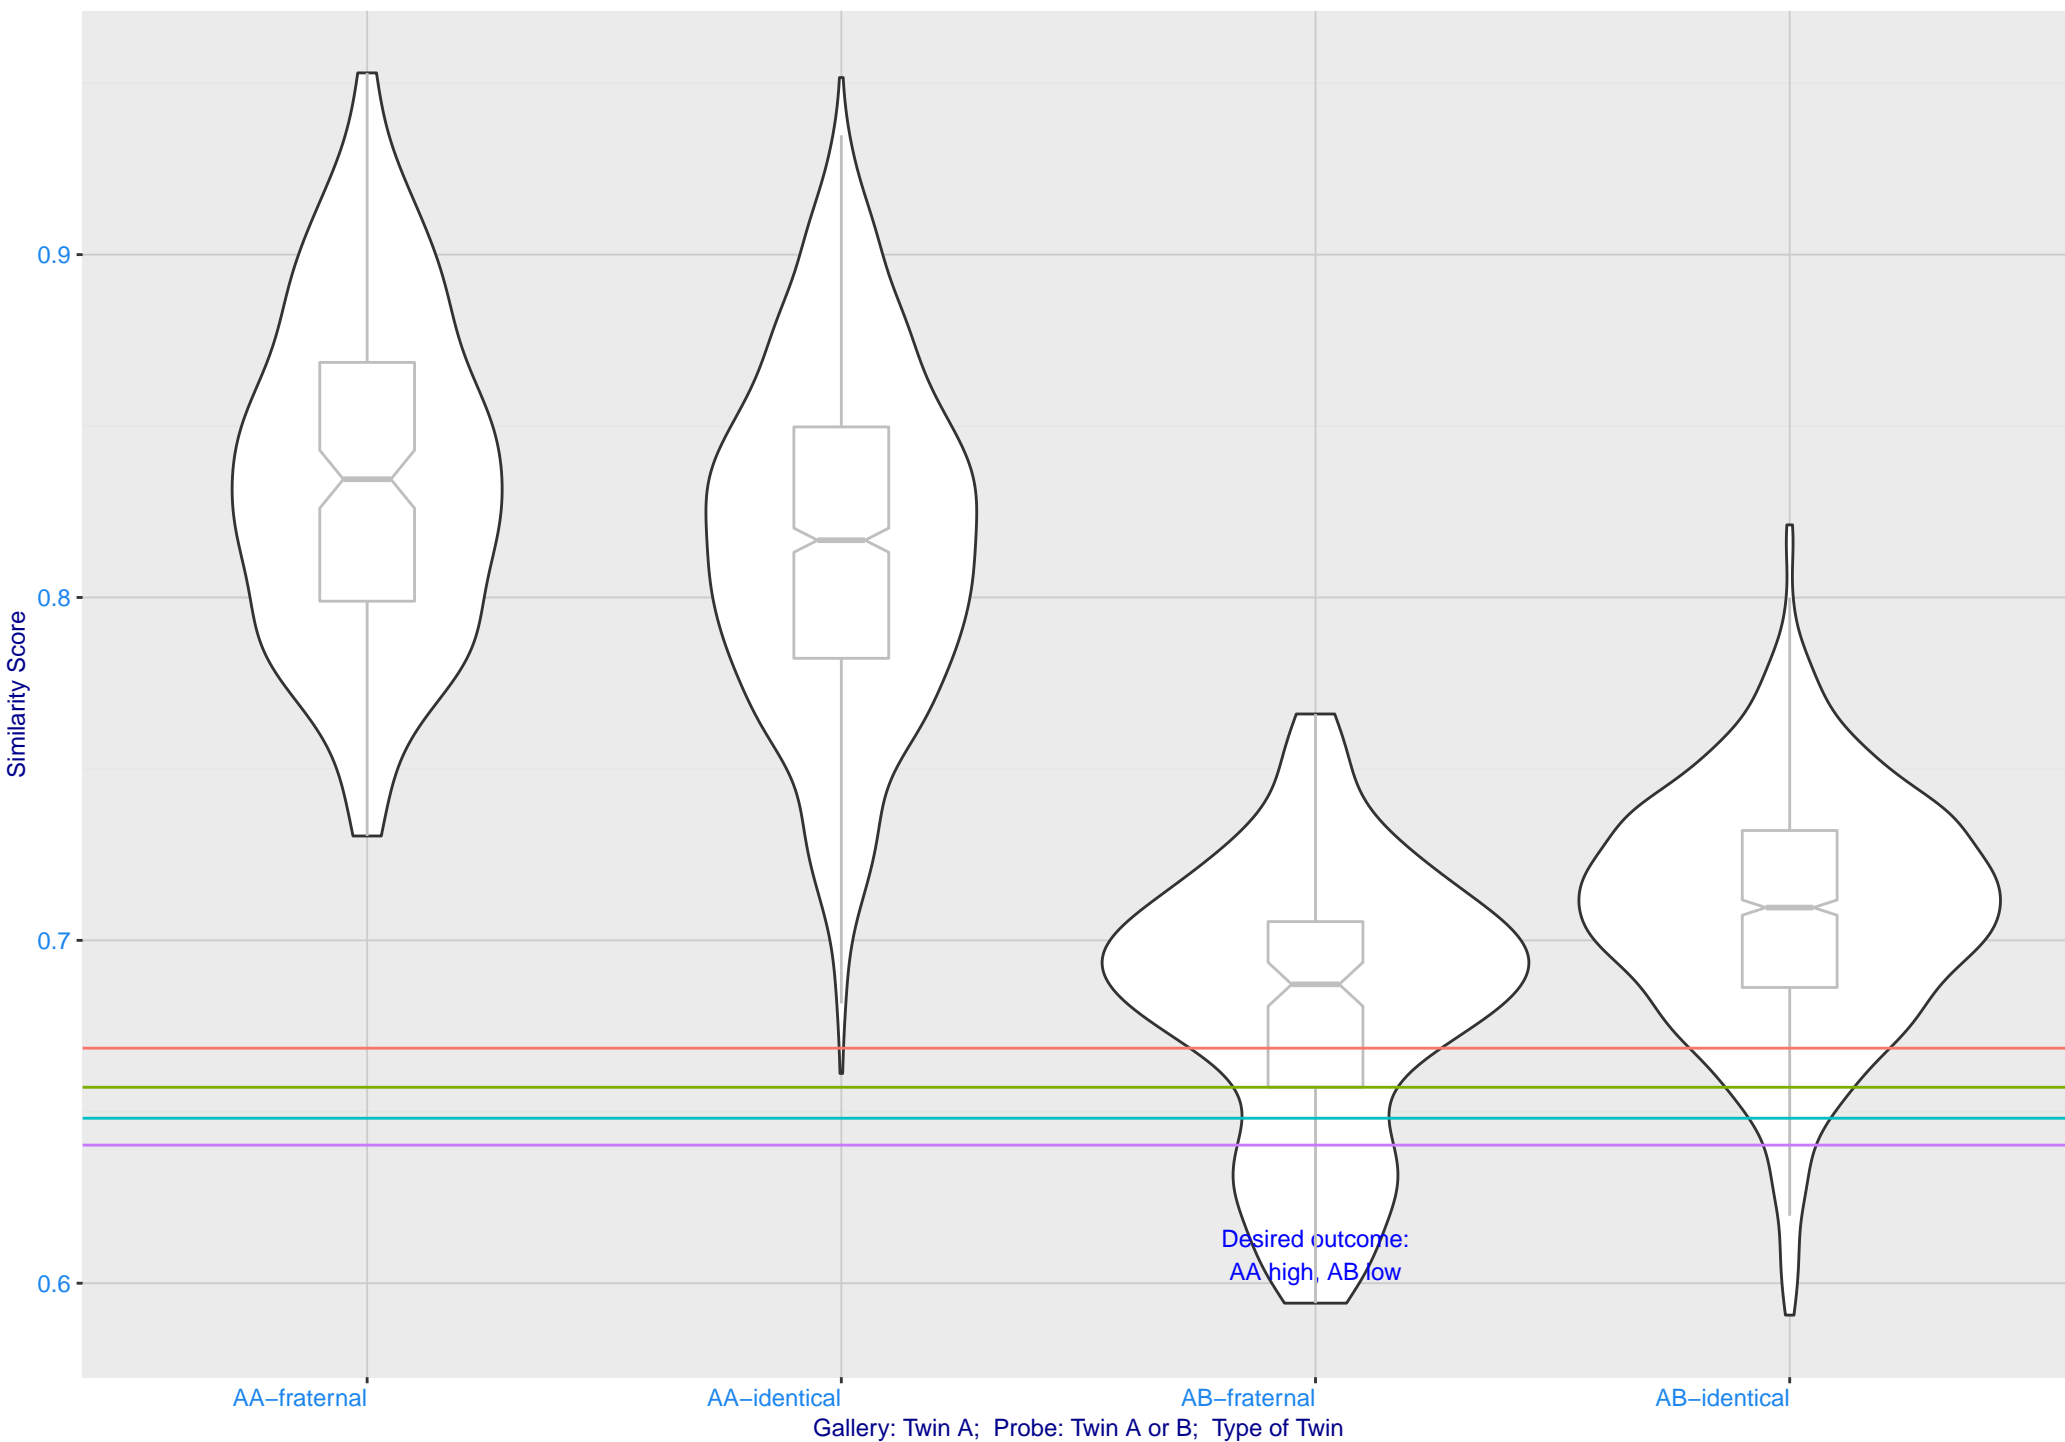 Similarity Score
0.9
0.8
0.7
0.6
Desired outcome:
AA high, AB low
AA−fraternal
AA−identical
AB−fraternal
AB−identical
Gallery: Twin A;  Probe: Twin A or B;  Type of Twin